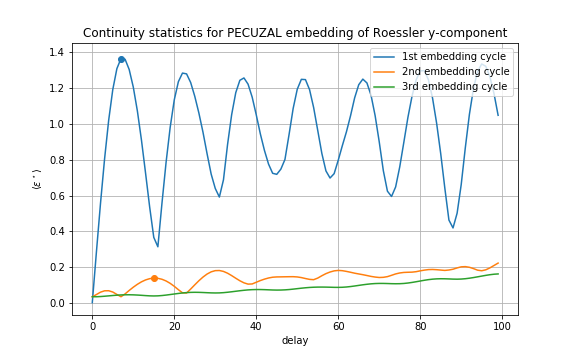 Continuity statistics for PECUZAL embedding of Roessler y-component
1st embedding cycle
2nd embedding cycle
3rd embedding cycle
1.4
1.2
1.0
0.8
0.6
0.4
0.2
0.0
⟨ε*⟩
0 20 40 60 80 100
delay